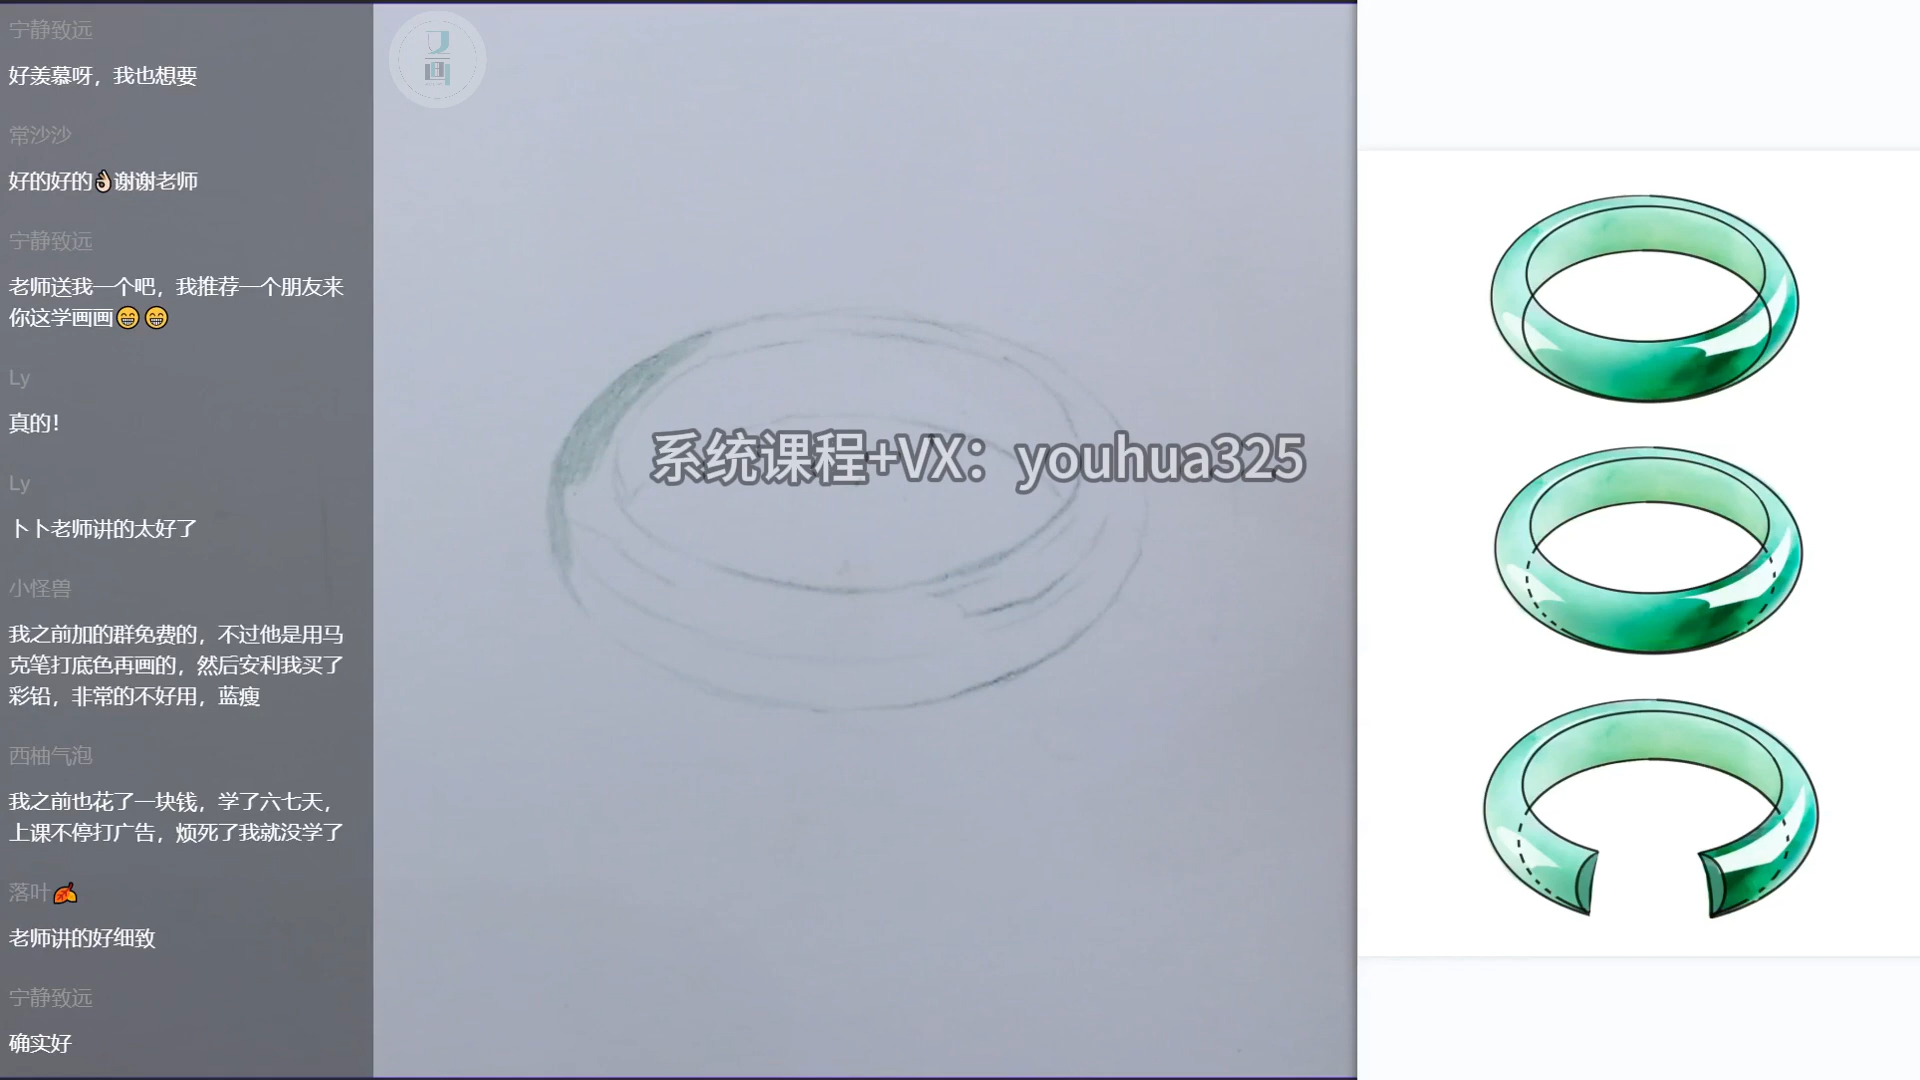 宁静致远
好羡慕呀，我也想要
常沙沙
好的好的👌🏻谢谢老师
宁静致远
老师送我一个吧，我推荐一个朋友来
你这学画画😁😁
Ly
真的！
Ly
卜卜老师讲的太好了
小怪兽
我之前加的群免费的，不过他是用马
克笔打底色再画的，然后安利我买了
彩铅，非常的不好用，蓝瘦
西柚气泡
我之前也花了一块钱，学了六七天，
上课不停打广告，烦死了我就没学了
落叶🍂
老师讲的好细致
宁静致远
确实好
系统课程+VX：youhua325